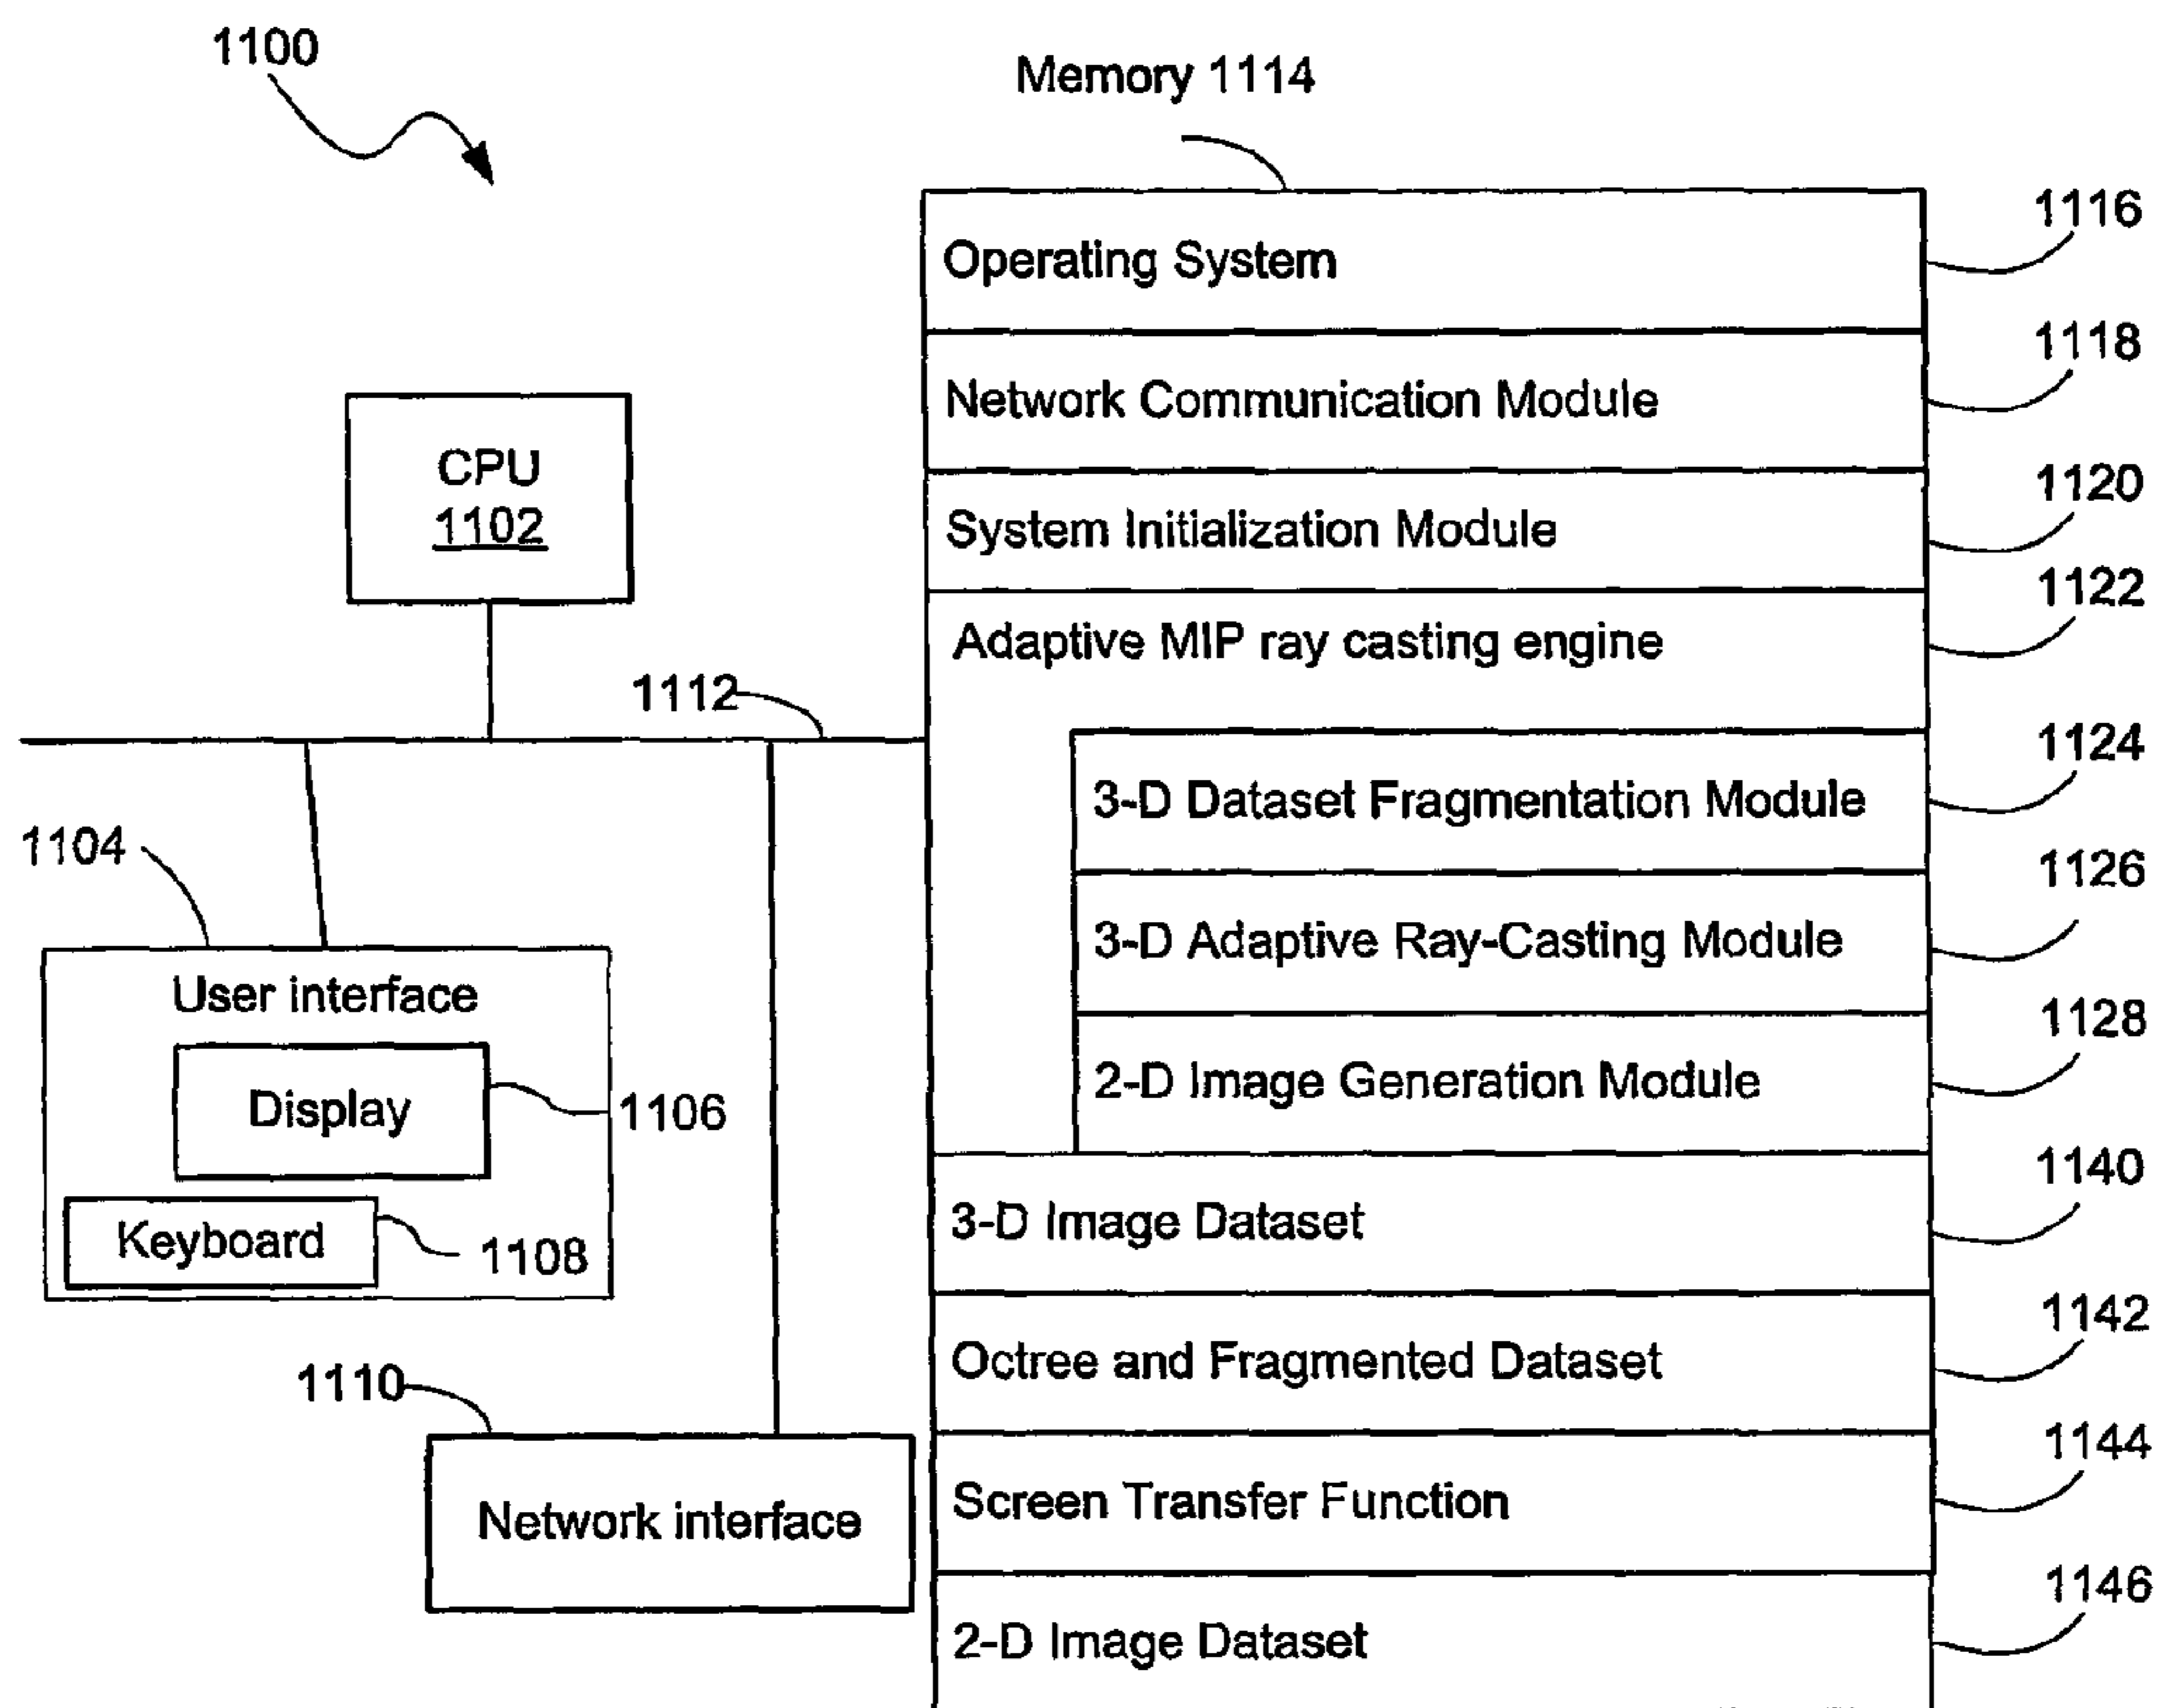 1100
Memory 1114
Operating System
1116
Network Communication Module
1118
CPU
1102
System Initialization Module
1120
Adaptive MIP ray casting engine
1122
1112
3-D Dataset Fragmentation Module
1124
1104
3-D Adaptive Ray-Casting Module
1126
User interface
Display
1106
2-D Image Generation Module
1128
Keyboard
1108
3-D Image Dataset
1140
Octree and Fragmented Dataset
1142
1110
Network interface
Screen Transfer Function
1144
2-D Image Dataset
1146